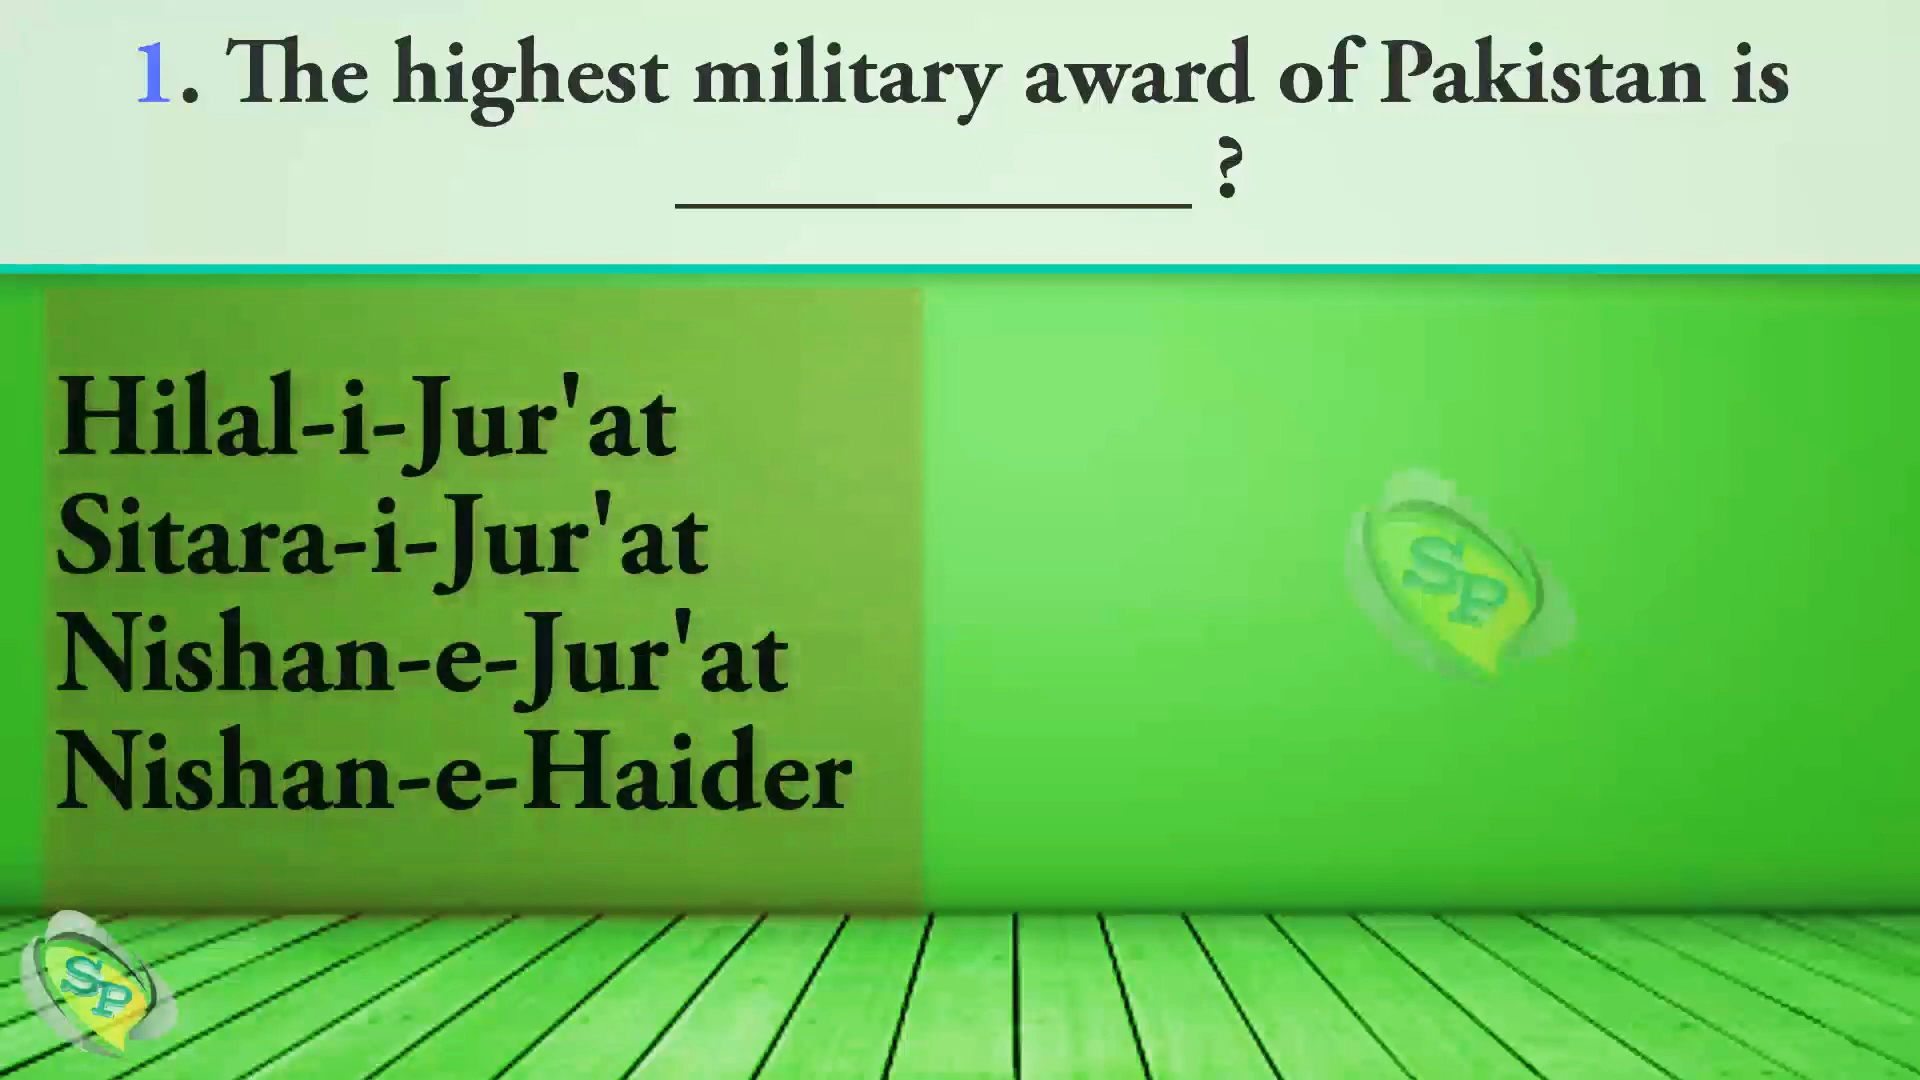 1. The highest military award of Pakistan is
_______________ ?
Hilal-i-Jur'at
Sitara-i-Jur'at
Nishan-e-Jur'at
Nishan-e-Haider
SP
SP